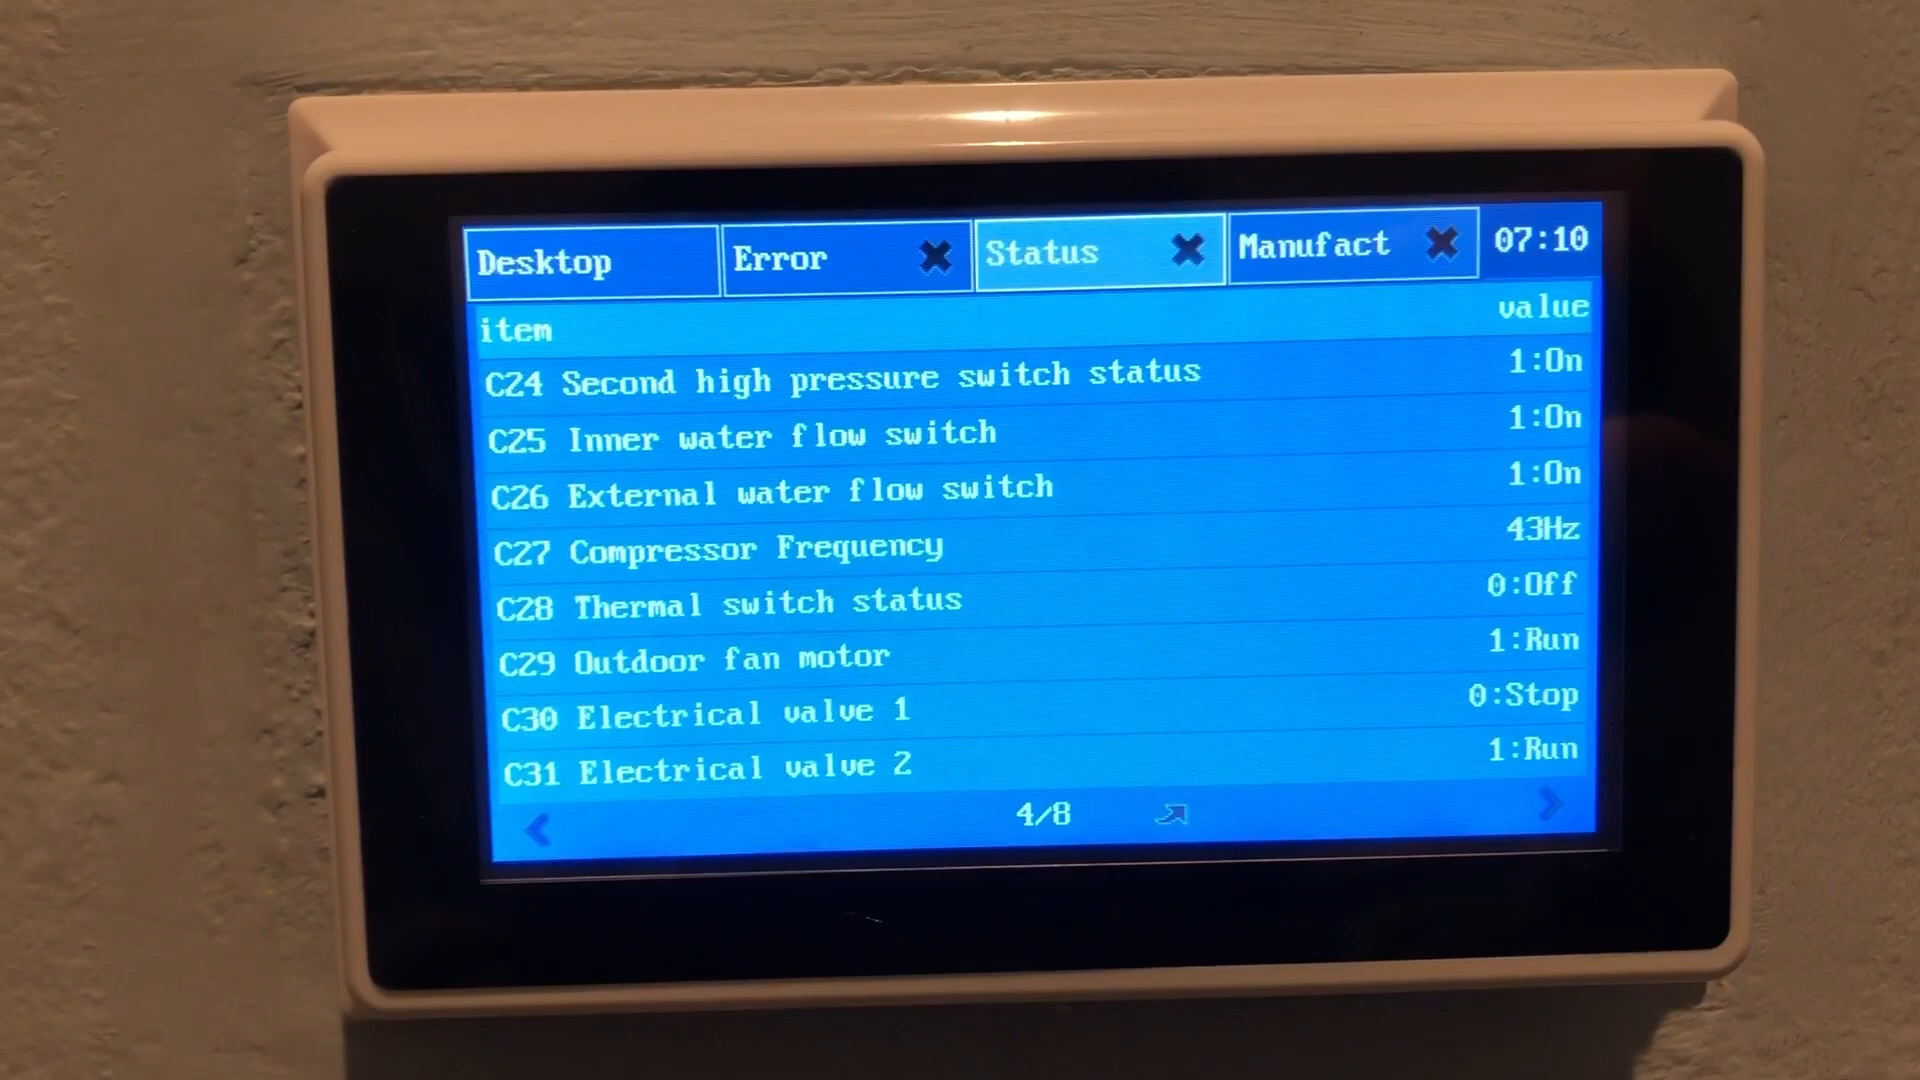 Desktop Error Status Manufact 07:10
item value
C24 Second high pressure switch status 1:On
C25 Inner water flow switch 1:On
C26 External water flow switch 1:On
C27 Compressor Frequency 43Hz
C28 Thermal switch status 0:Off
C29 Outdoor fan motor 1:Run
C30 Electrical valve 1 0:Stop
C31 Electrical valve 2 1:Run
4/8